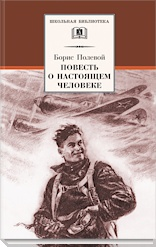 ШКОЛЬНАЯ БИБЛИОТЕКА
Борис Полевой
ПОВЕСТЬ
О НАСТОЯЩЕМ
ЧЕЛОВЕКЕ